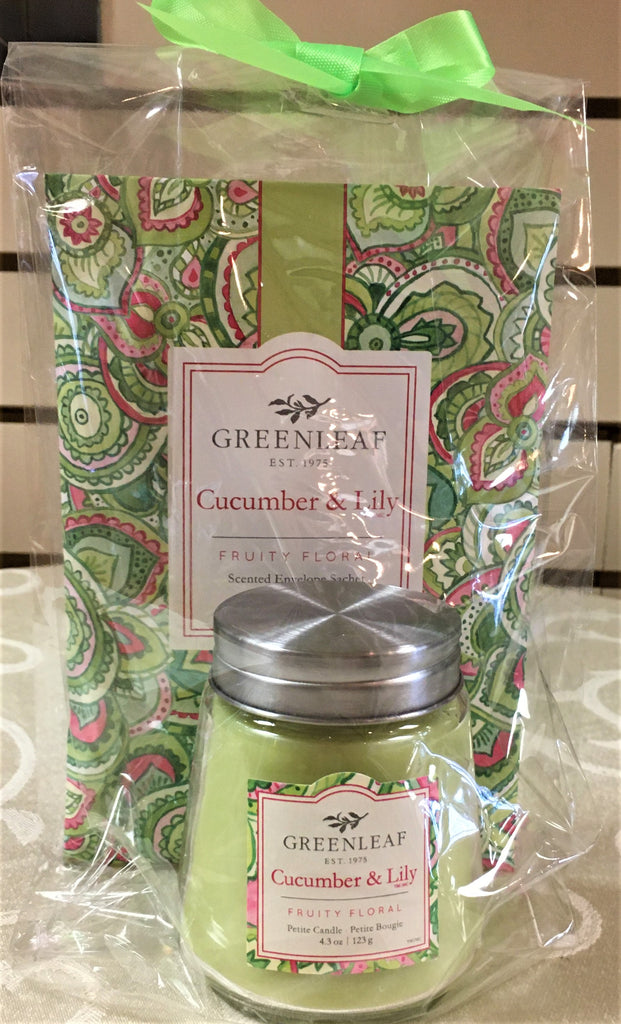 GREENLEAF
EST. 1975
Cucumber & Lily
FRUITY FLORAL
Scented Envelope Sachet
GREENLEAF
EST. 1975
Cucumber & Lily
FRUITY FLORAL
Petite Candle Petite Bougie
4.3 oz | 123 g